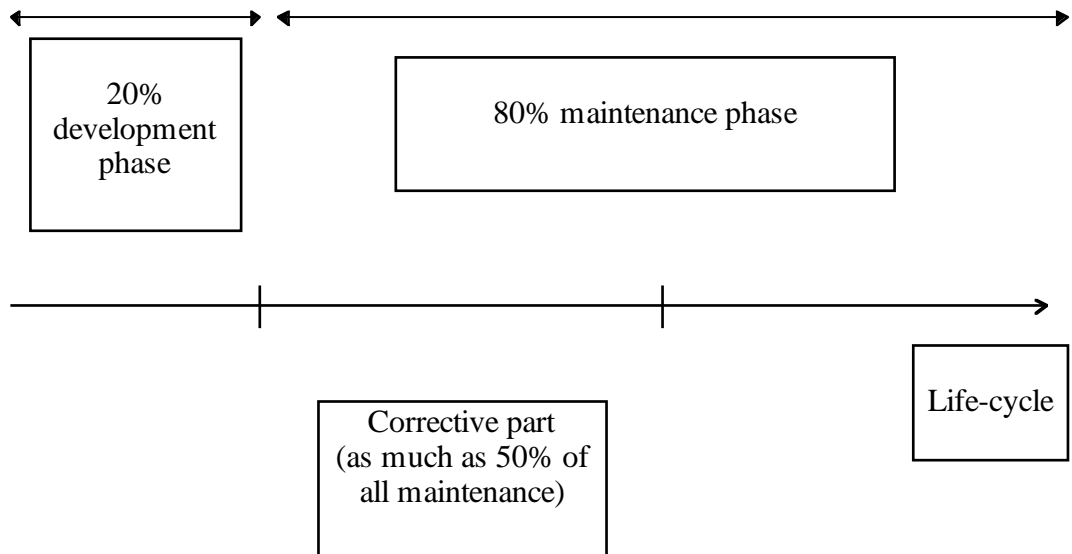 20%
development
phase
80% maintenance phase
Life-cycle
Corrective part
(as much as 50% of
all maintenance)